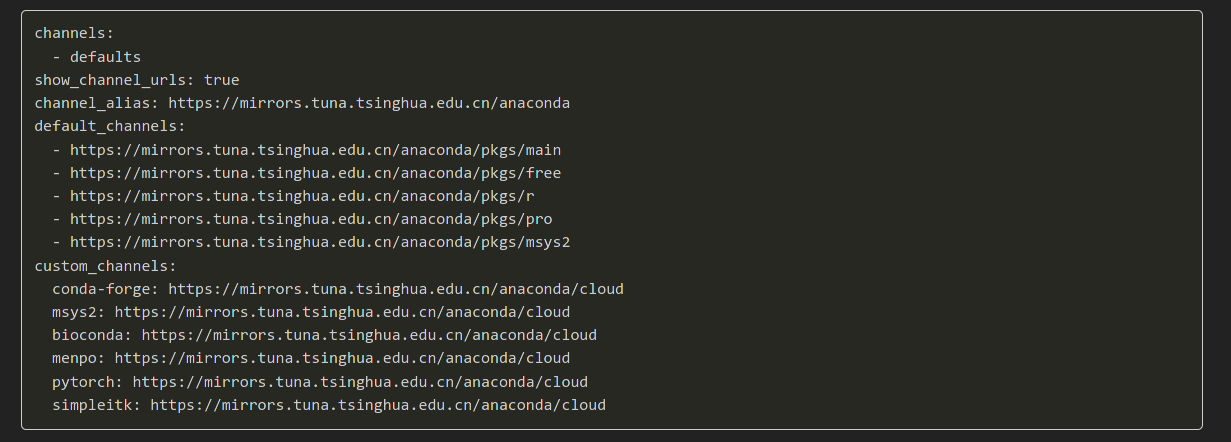 channels:
  - defaults
show_channel_urls: true
channel_alias: https://mirrors.tuna.tsinghua.edu.cn/anaconda
default_channels:
  - https://mirrors.tuna.tsinghua.edu.cn/anaconda/pkgs/main
  - https://mirrors.tuna.tsinghua.edu.cn/anaconda/pkgs/free
  - https://mirrors.tuna.tsinghua.edu.cn/anaconda/pkgs/r
  - https://mirrors.tuna.tsinghua.edu.cn/anaconda/pkgs/pro
  - https://mirrors.tuna.tsinghua.edu.cn/anaconda/pkgs/msys2
custom_channels:
  conda-forge: https://mirrors.tuna.tsinghua.edu.cn/anaconda/cloud
  msys2: https://mirrors.tuna.tsinghua.edu.cn/anaconda/cloud
  bioconda: https://mirrors.tuna.tsinghua.edu.cn/anaconda/cloud
  menpo: https://mirrors.tuna.tsinghua.edu.cn/anaconda/cloud
  pytorch: https://mirrors.tuna.tsinghua.edu.cn/anaconda/cloud
  simpleitk: https://mirrors.tuna.tsinghua.edu.cn/anaconda/cloud